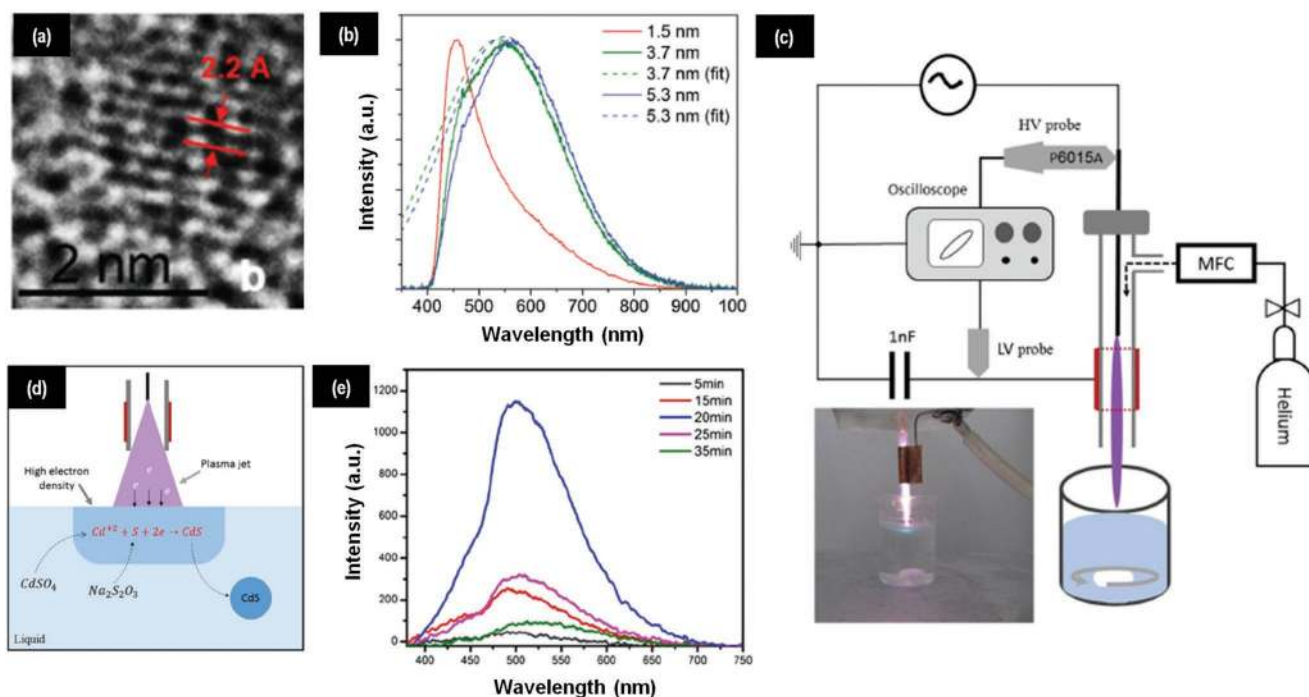 (a)
2.2 A
2 nm
b
(b)
Intensity (a.u.)
1.5 nm
3.7 nm
3.7 nm (fit)
5.3 nm
5.3 nm (fit)
400 500 600 700 800 900 100
Wavelength (nm)
(c)
HV probe
P6015A
Oscilloscope
MFC
1nF
LV probe
Helium
(d)
High electron
density
Plasma jet
e
e e
Cd⁺² + S + 2e → CdS
CdSO₄
Na₂S₂O₃
CdS
Liquid
(e)
Intensity (a.u.)
1200
1000
800
600
400
200
0
5min
15min
20min
25min
35min
400 450 500 550 600 650 700 750
Wavelength (nm)